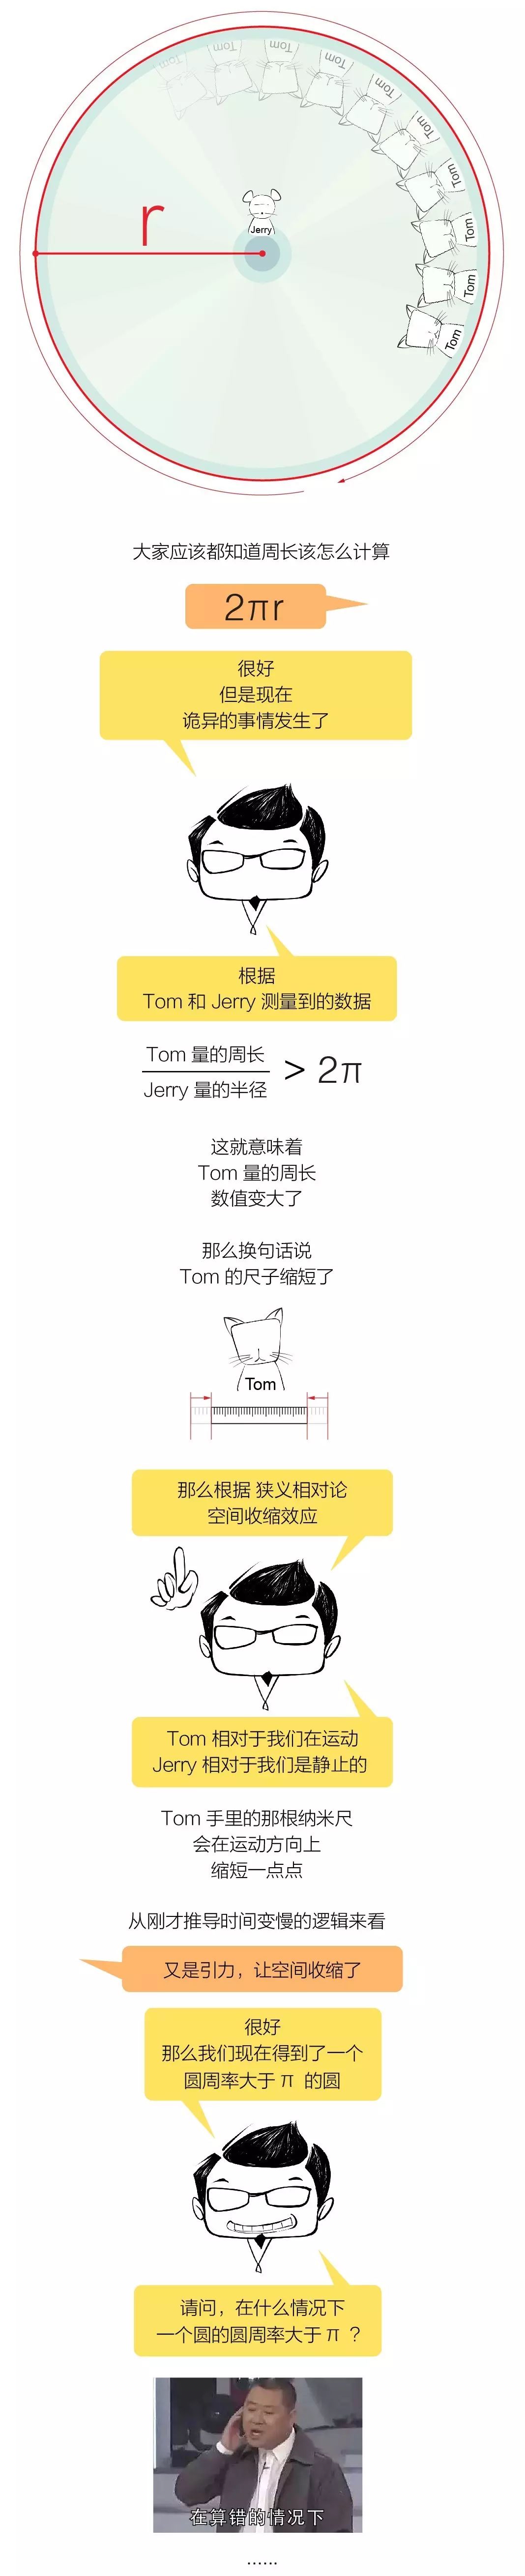 Tom
Tom
Tom
Tom
Tom
Tom
Tom
Tom
Tom
Tom
r
Jerry
大家应该都知道周长该怎么计算
2πr
很好
但是现在
诡异的事情发生了
根据
Tom 和 Jerry 测量到的数据
Tom 量的周长
Jerry 量的半径
> 2π
这就意味着
Tom 量的周长
数值变大了
那么换句话说
Tom 的尺子缩短了
Tom
那么根据 狭义相对论
空间收缩效应
Tom 相对于我们在运动
Jerry 相对于我们是静止的
Tom 手里的那根纳米尺
会在运动方向上
缩短一点点
从刚才推导时间变慢的逻辑来看
又是引力，让空间收缩了
很好
那么我们现在得到了一个
圆周率大于 π 的圆
请问，在什么情况下
一个圆的圆周率大于 π ？
在算错的情况下
……